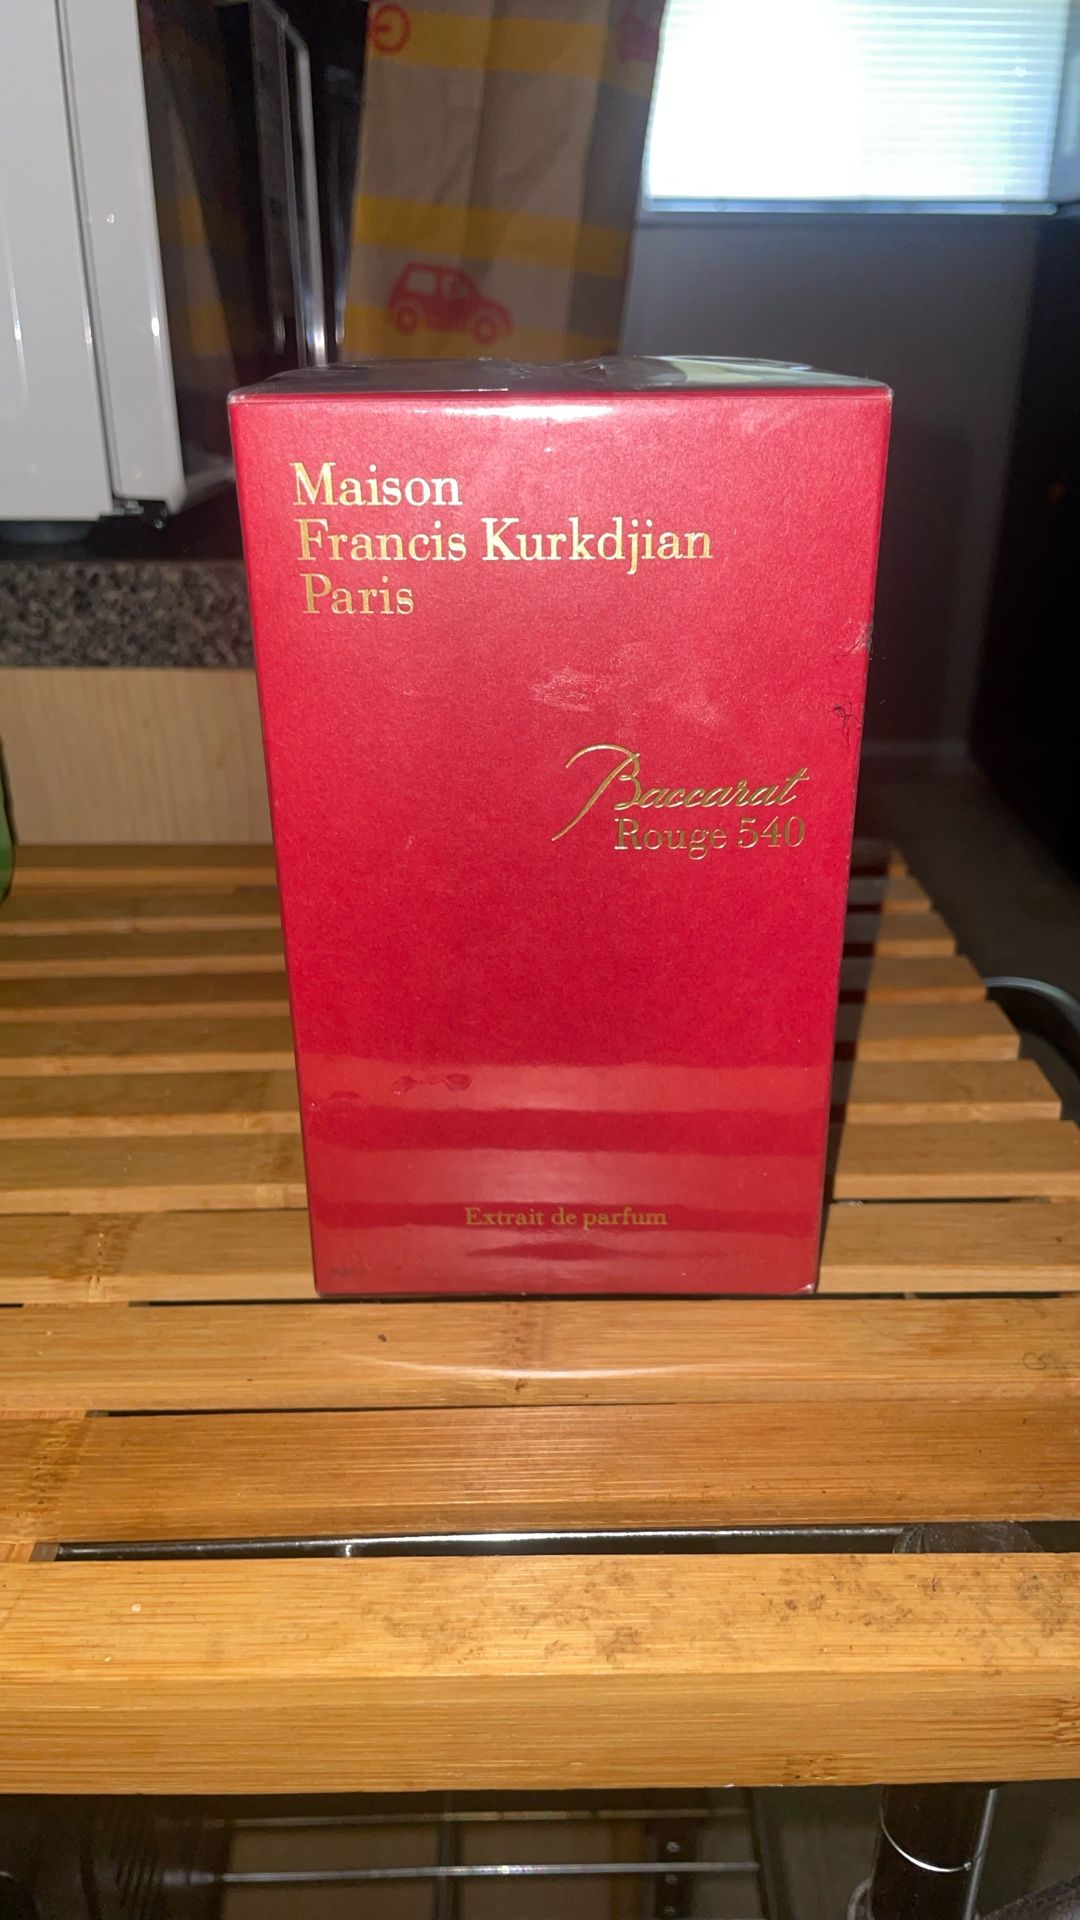 Maison
Francis Kurkdjian
Paris
Baccarat
Rouge 540
Extrait de parfum